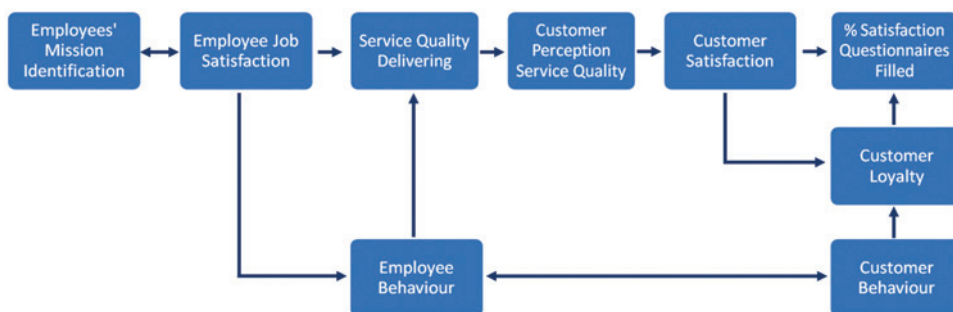 Employees'
Mission
Identification
Employee Job
Satisfaction
Service Quality
Delivering
Customer
Perception
Service Quality
Customer
Satisfaction
% Satisfaction
Questionnaires
Filled
Customer
Loyalty
Employee
Behaviour
Customer
Behaviour